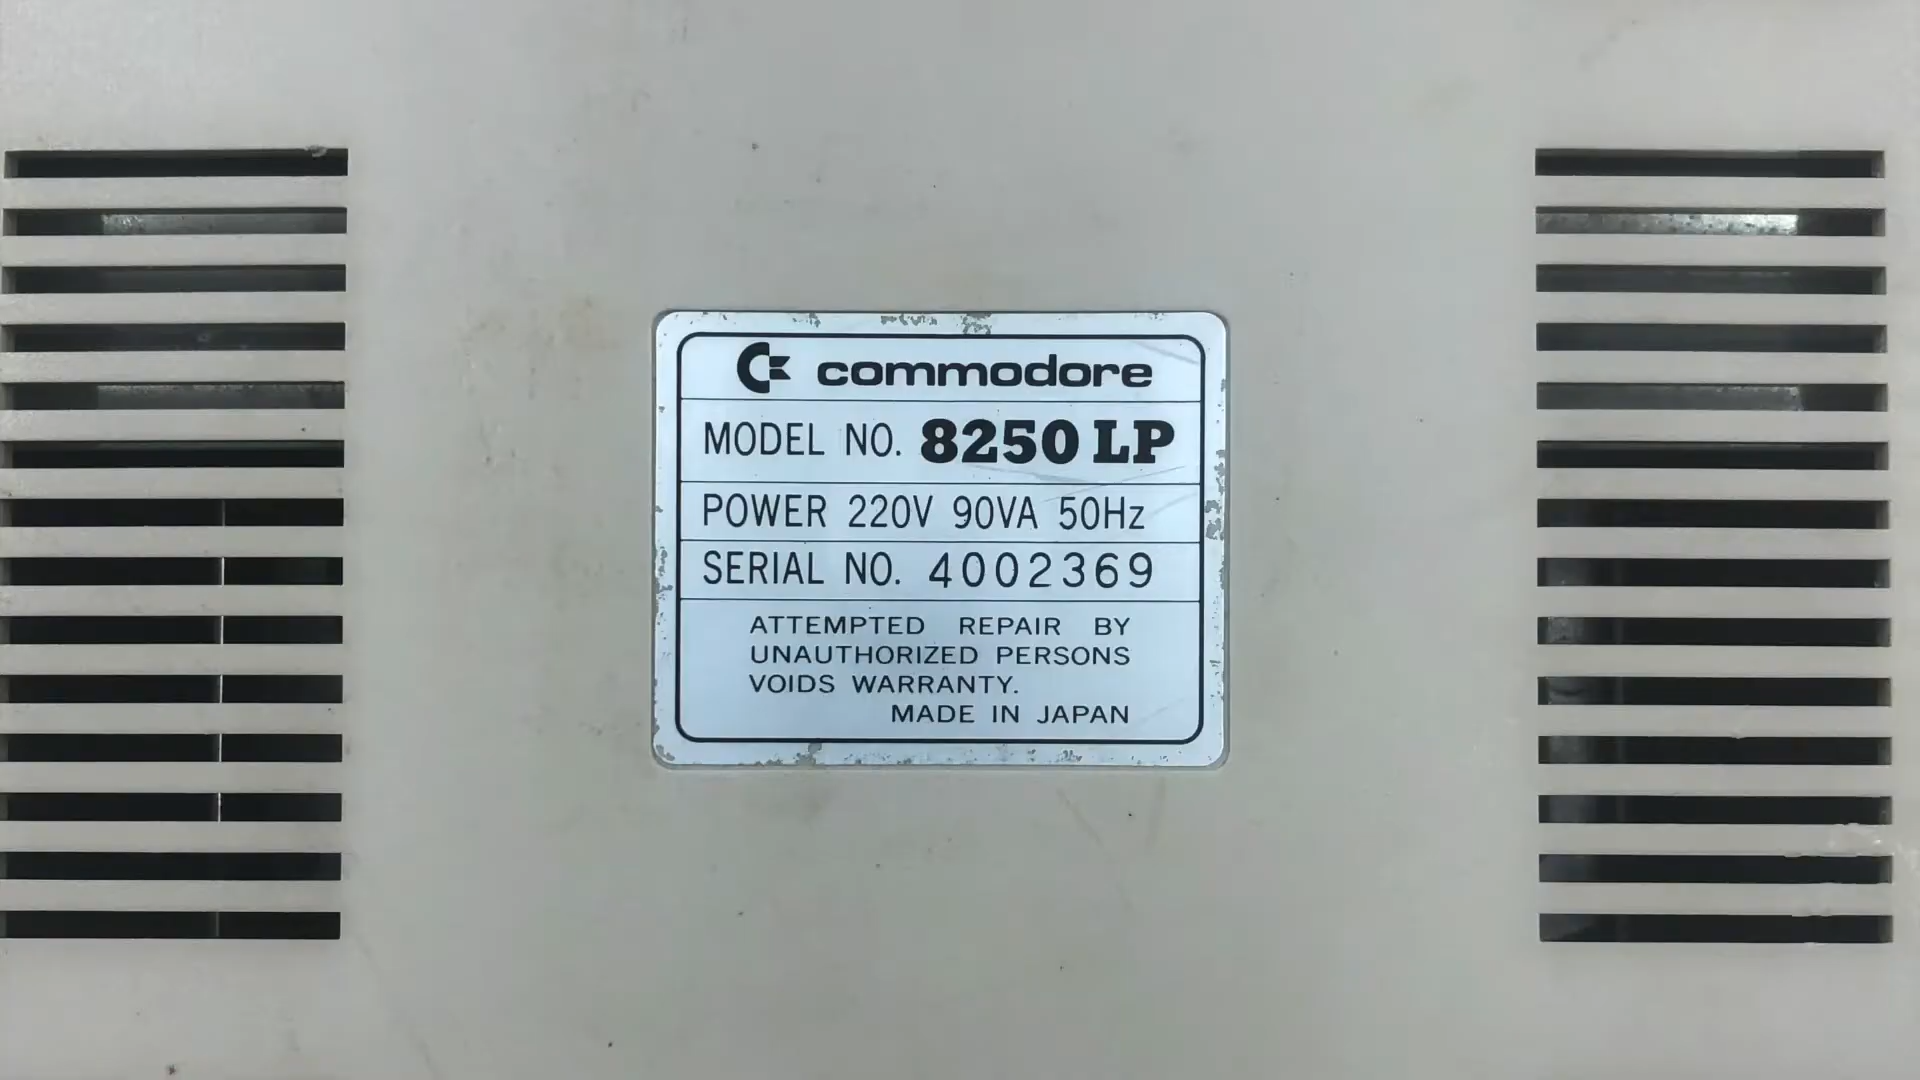 commodore
MODEL NO. 8250 LP
POWER 220V 90VA 50Hz
SERIAL NO. 4002369
ATTEMPTED REPAIR BY
UNAUTHORIZED PERSONS
VOIDS WARRANTY.
MADE IN JAPAN